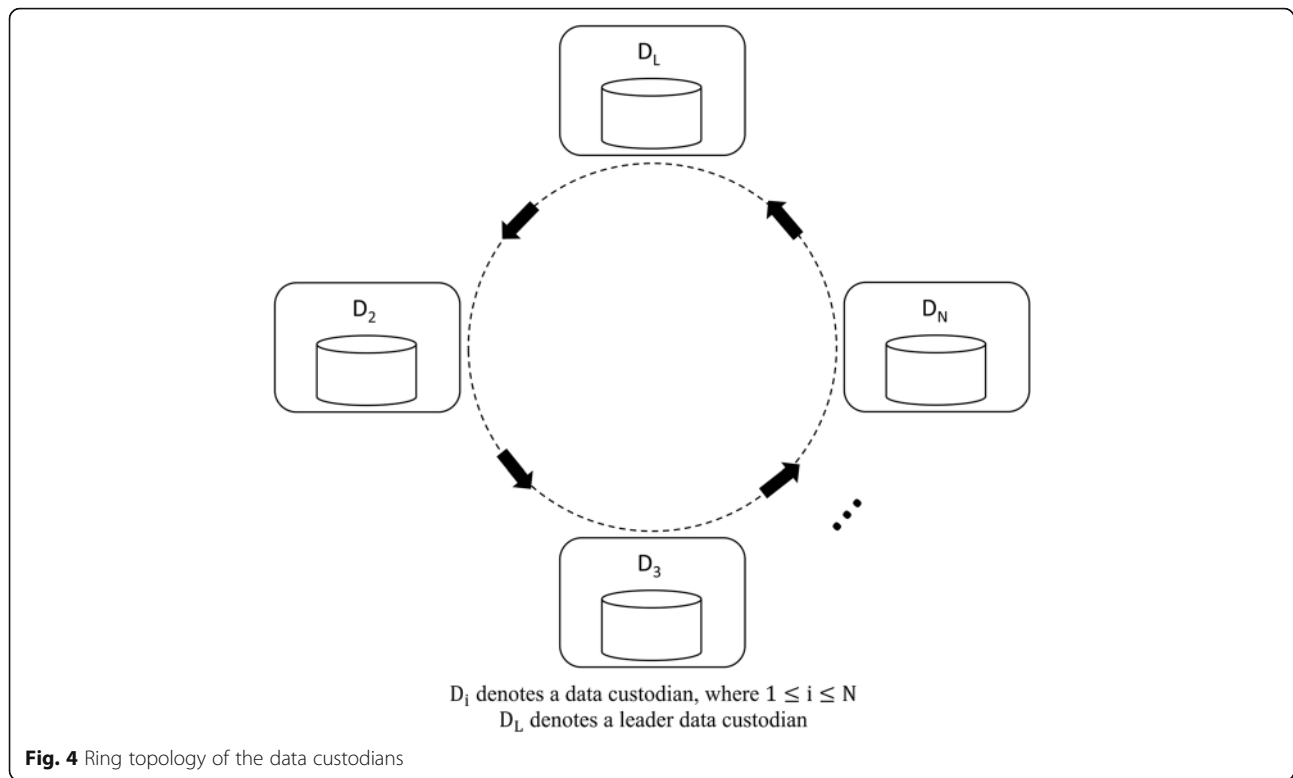 D_L
D_2
D_N
D_3
D_i denotes a data custodian, where 1 ≤ i ≤ N
D_L denotes a leader data custodian
Fig. 4 Ring topology of the data custodians